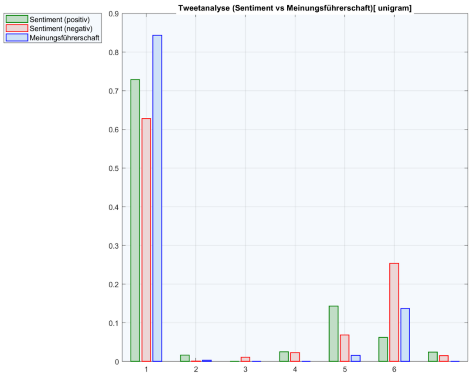 Tweetanalyse (Sentiment vs Meinungsführerschaft)[ unigram]
Sentiment (positiv)
Sentiment (negativ)
Meinungsführerschaft
0.9
0.8
0.7
0.6
0.5
0.4
0.3
0.2
0.1
0
1 2 3 4 5 6